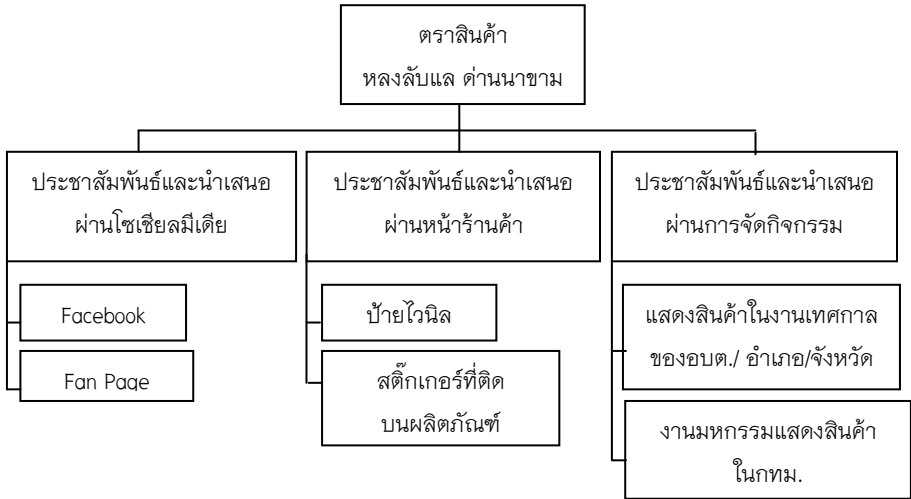 ตราสินค้า
หลงลับแล ด่านนาขาม
ประชาสัมพันธ์และนำเสนอ
ผ่านโซเชียลมีเดีย
ประชาสัมพันธ์และนำเสนอ
ผ่านหน้าร้านค้า
ประชาสัมพันธ์และนำเสนอ
ผ่านการจัดกิจกรรม
Facebook
Fan Page
ป้ายไวนิล
สติ๊กเกอร์ที่ติด
บนผลิตภัณฑ์
แสดงสินค้าในงานเทศกาล
ของอบต./ อำเภอ/จังหวัด
งานมหกรรมแสดงสินค้า
ในกทม.